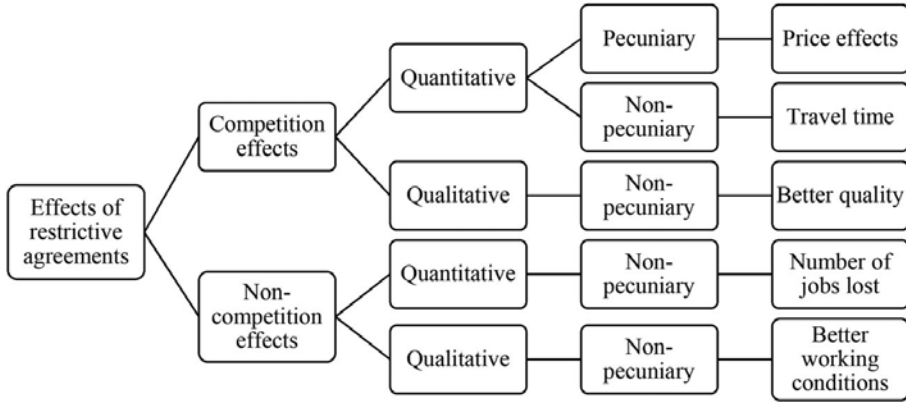 Effects of
restrictive
agreements
Competition
effects
Non-
competition
effects
Quantitative
Qualitative
Quantitative
Qualitative
Pecuniary
Non-
pecuniary
Non-
pecuniary
Non-
pecuniary
Non-
pecuniary
Price effects
Travel time
Better quality
Number of
jobs lost
Better
working
conditions